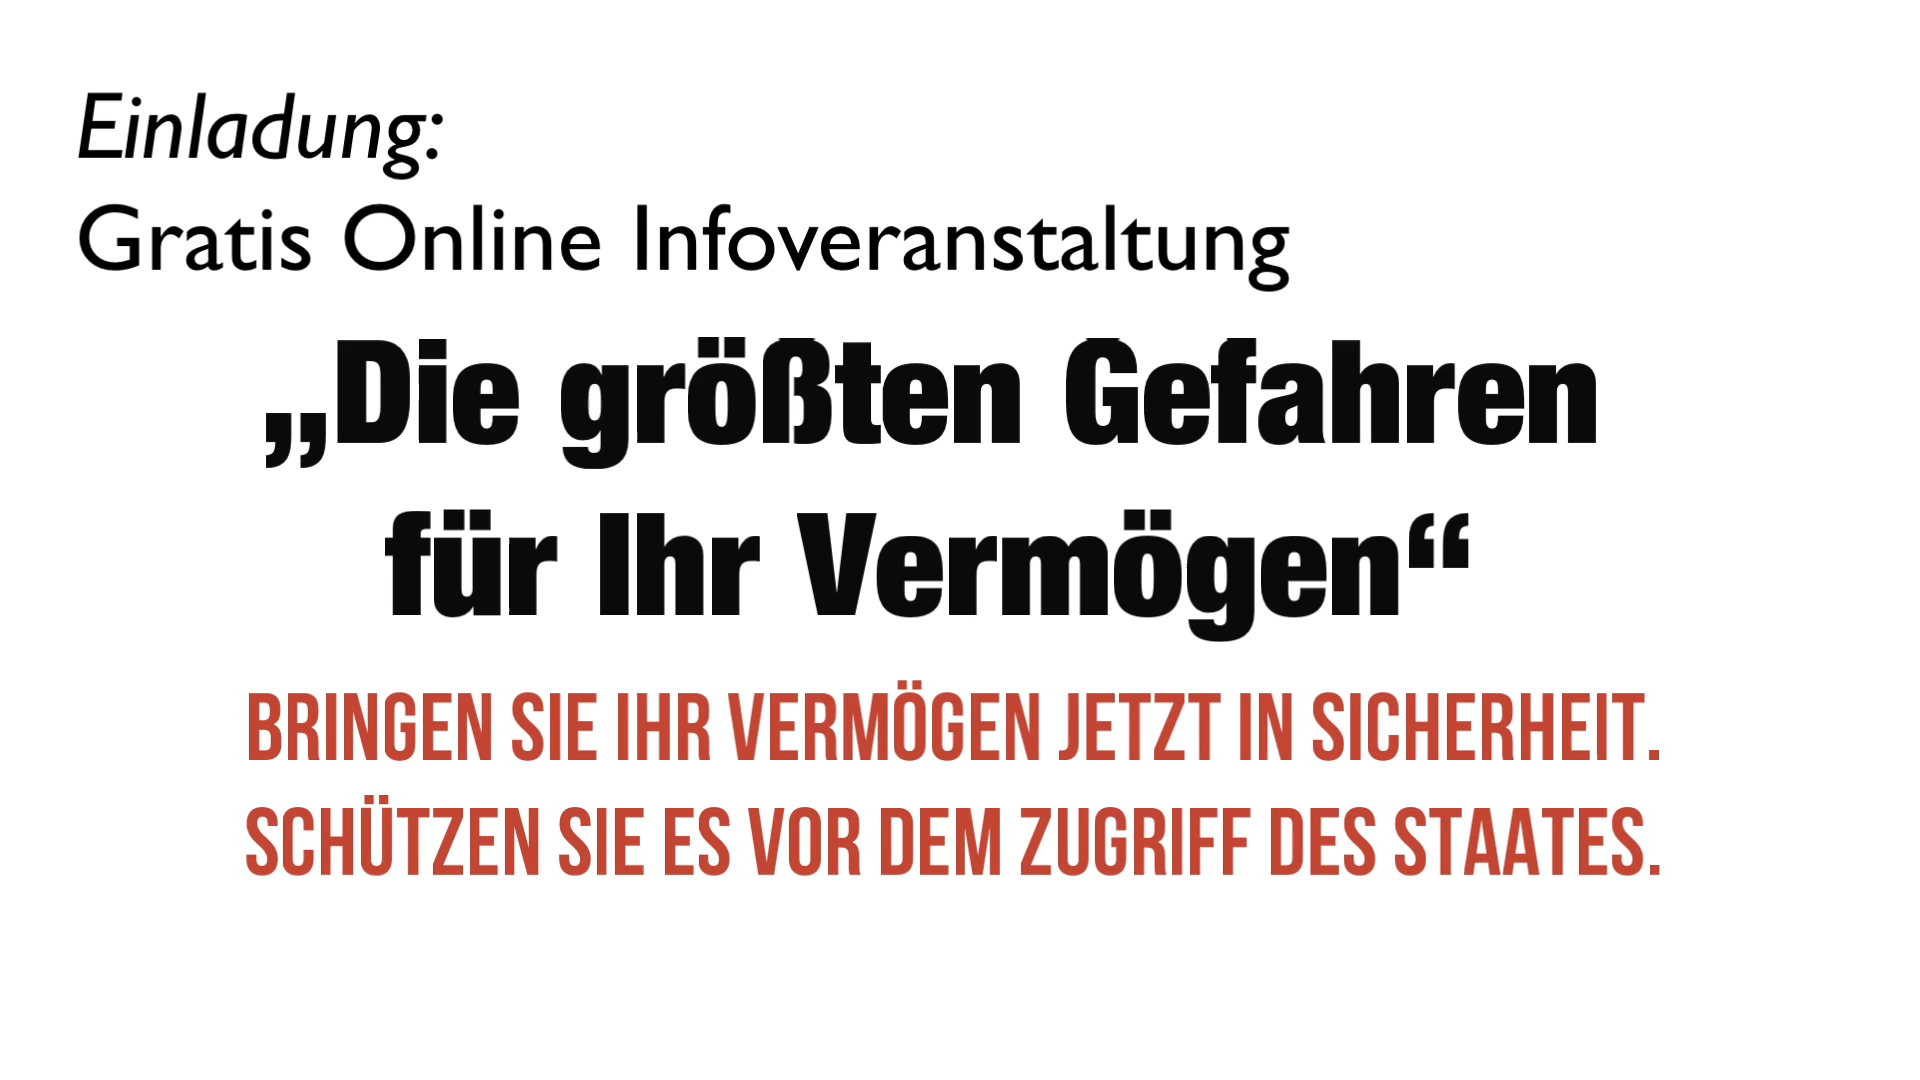 Einladung:
Gratis Online Infoveranstaltung
„Die größten Gefahren
für Ihr Vermögen“
BRINGEN SIE IHR VERMÖGEN JETZT IN SICHERHEIT.
SCHÜTZEN SIE ES VOR DEM ZUGRIFF DES STAATES.